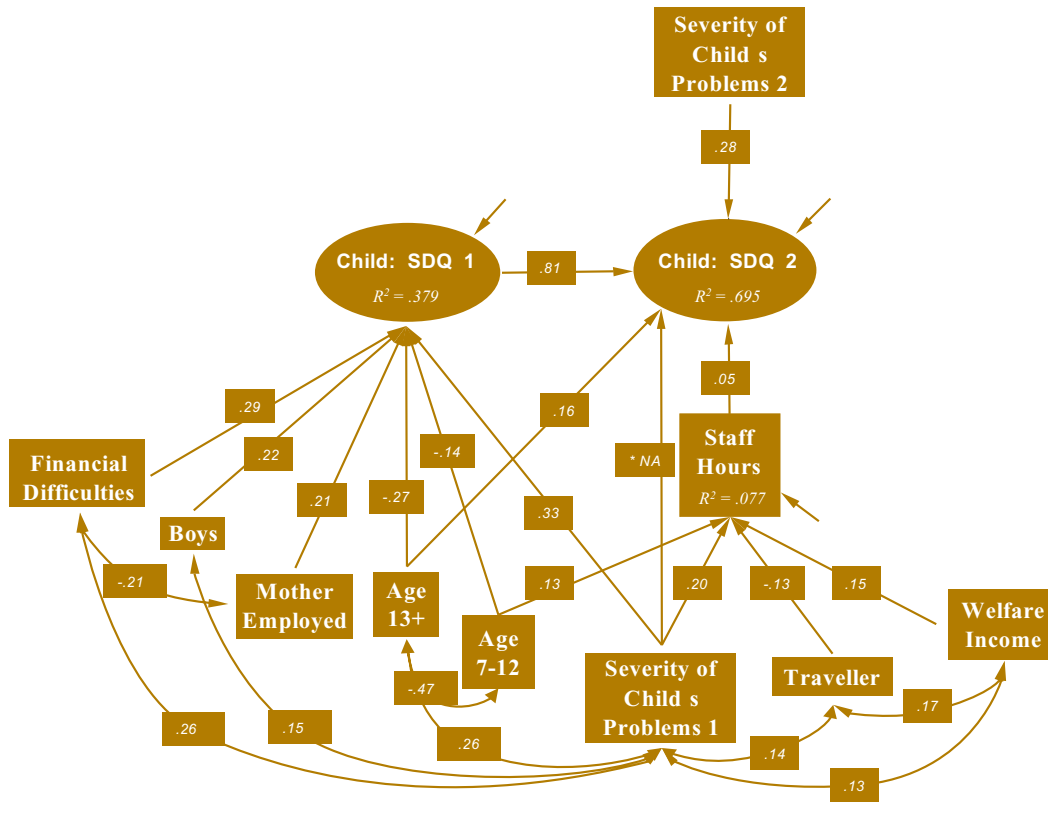 Severity of
Child s
Problems 2
.28
Child: SDQ 1
R² = .379
.81
Child: SDQ 2
R² = .695
.05
.29
.16
Staff
Hours
R² = .077
.22
-.14
* NA
Financial
Difficulties
.21
-.27
.33
Boys
-.21
Mother
Employed
Age
13+
.13
.20
-.13
.15
Welfare
Income
Age
7-12
Severity of
Child s
Problems 1
Traveller
-.47
.17
.26
.15
.26
.14
.13